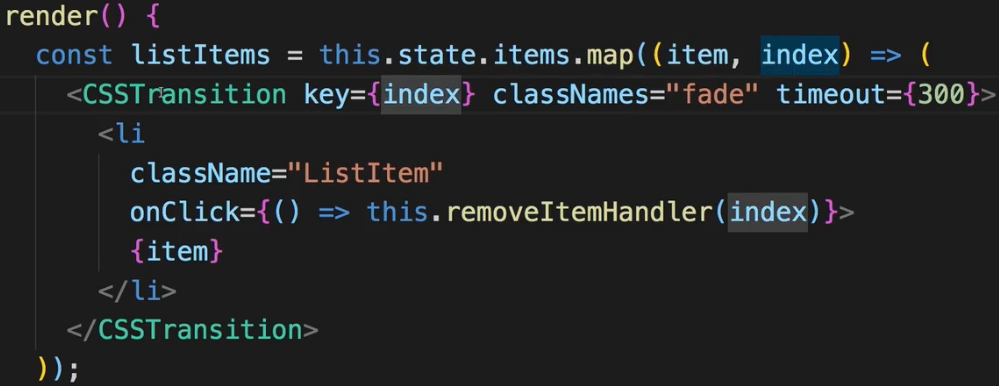 render() {
const listItems = this.state.items.map((item, index) => (
<CSSTransition key={index} classNames="fade" timeout={300}>
<li
className="ListItem"
onClick={() => this.removeItemHandler(index)}>
{item}
</li>
</CSSTransition>
));